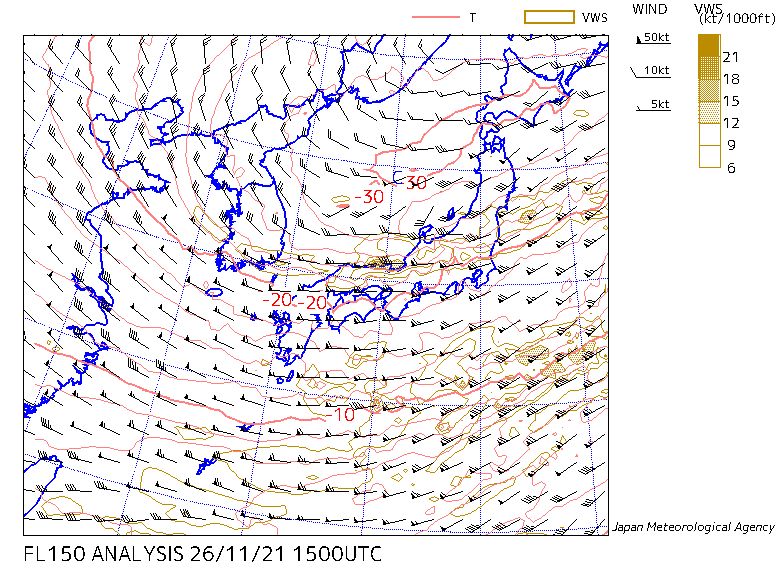 T VWS WIND VWS
(kt/1000ft)
50kt
10kt
5kt
21
18
15
12
9
6
C-30
-30
-20 -20
-10
Japan Meteorological Agency
FL150 ANALYSIS 26/11/21 1500UTC